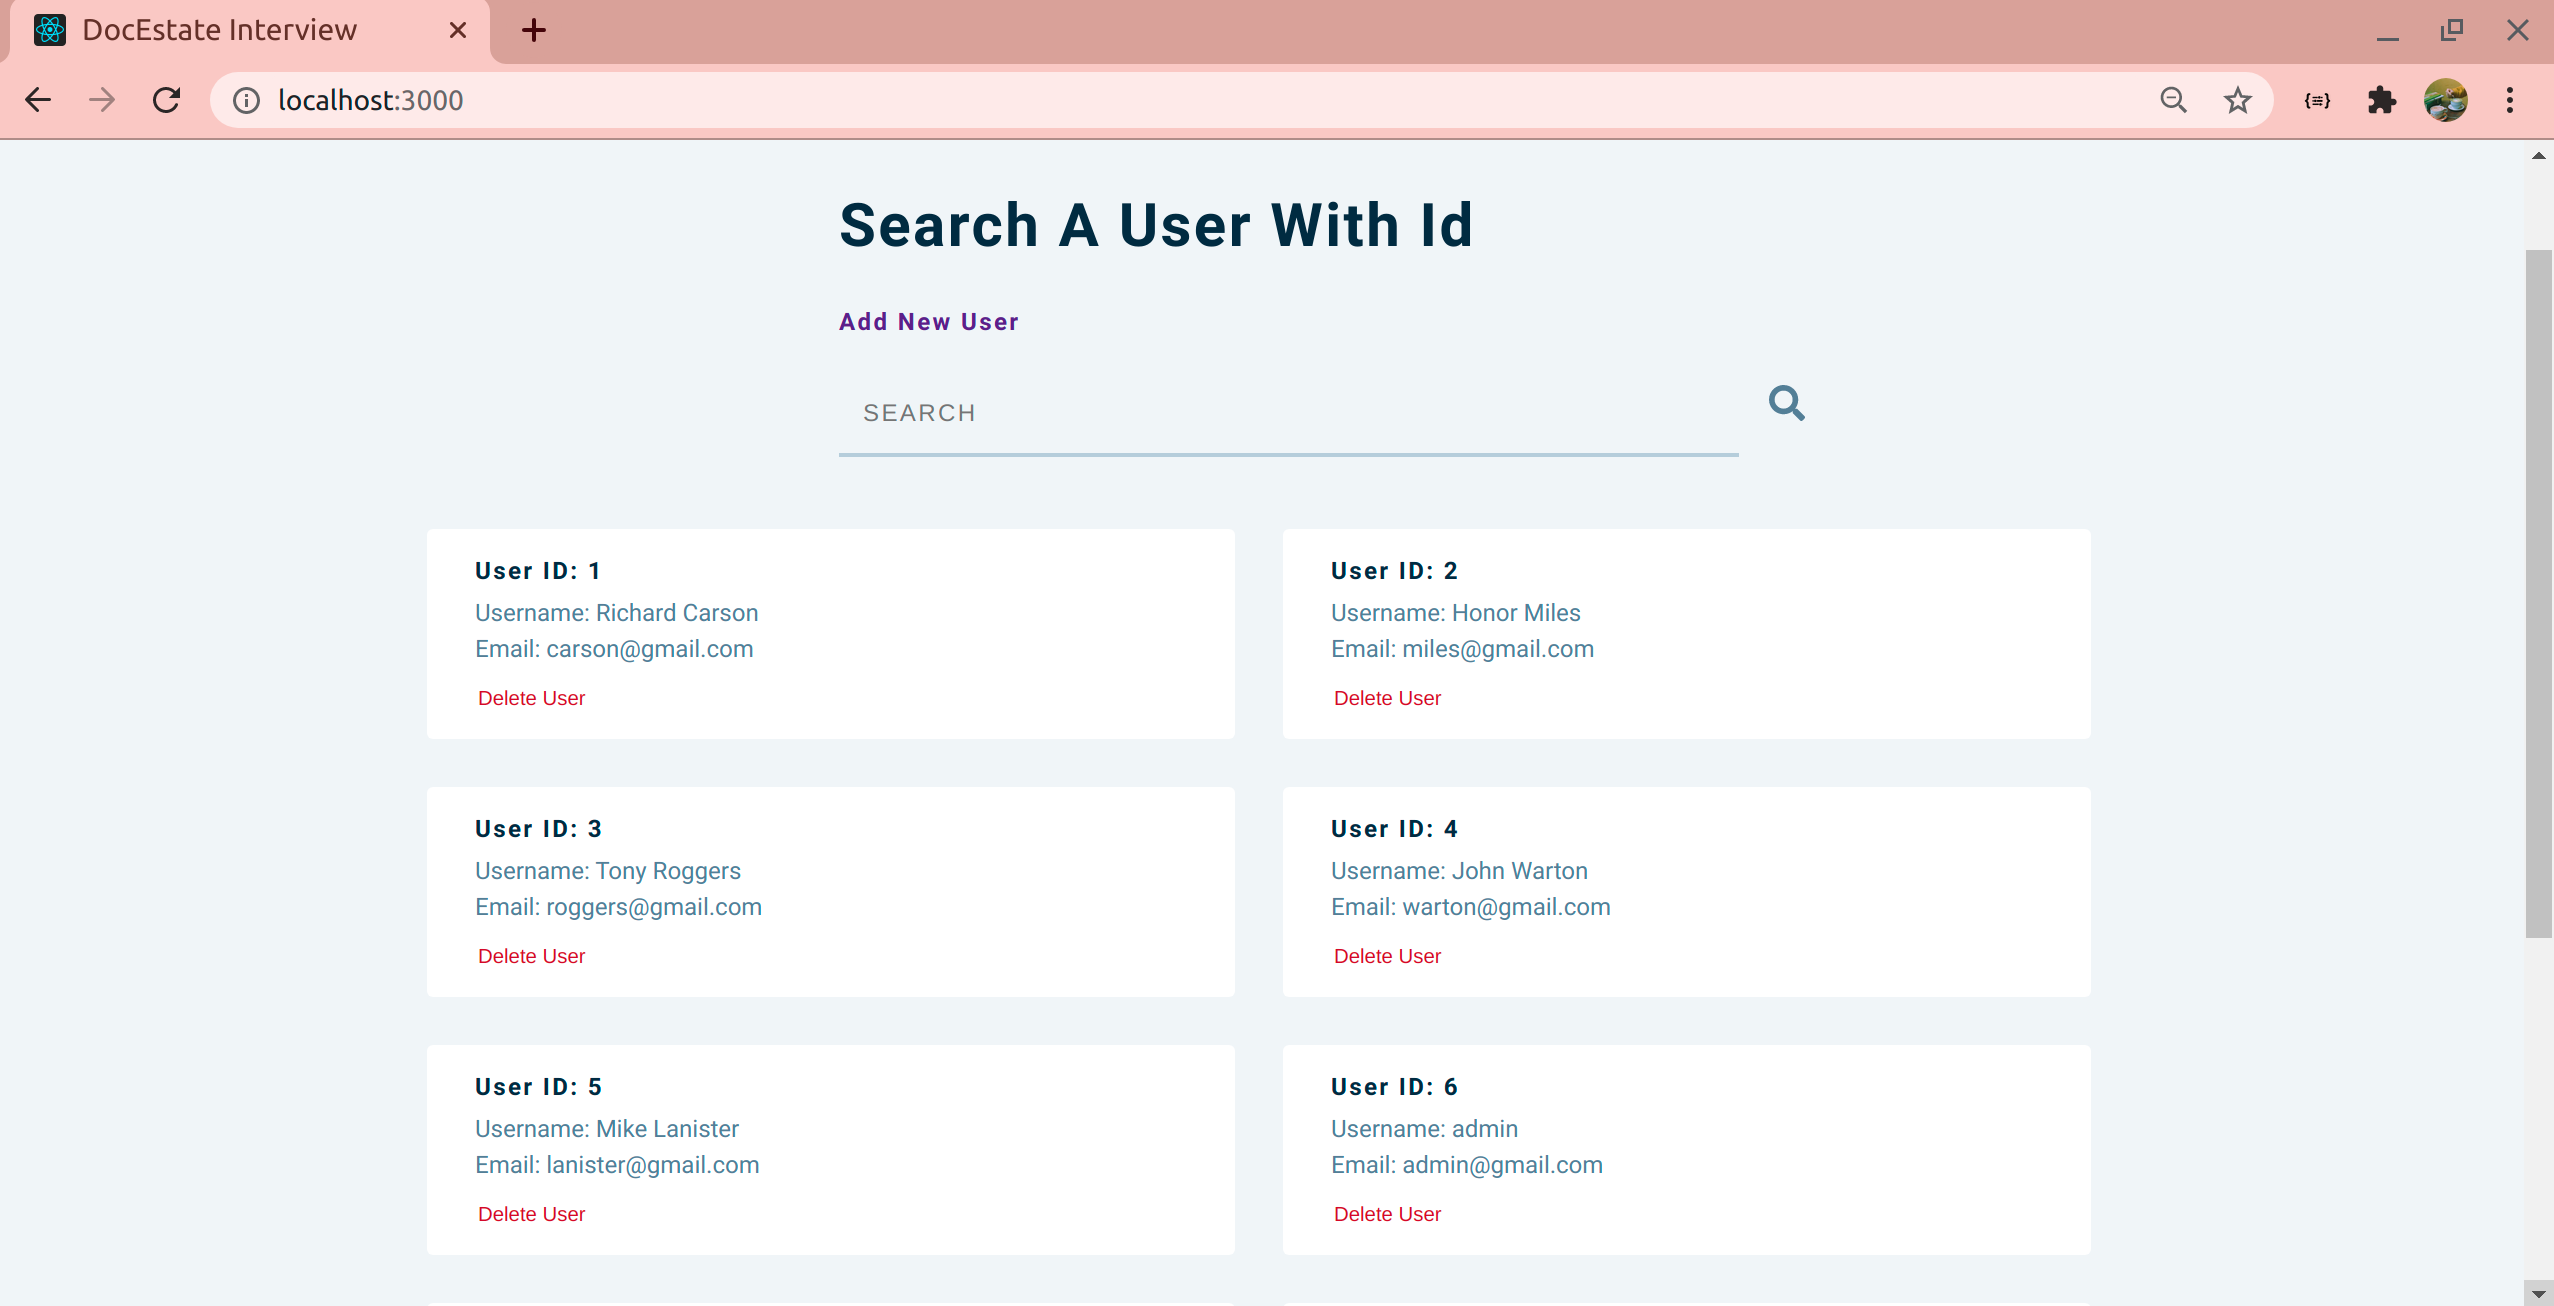 DocEstate Interview
localhost:3000
Search A User With Id
Add New User
SEARCH
User ID: 1
Username: Richard Carson
Email: carson@gmail.com
Delete User
User ID: 2
Username: Honor Miles
Email: miles@gmail.com
Delete User
User ID: 3
Username: Tony Roggers
Email: roggers@gmail.com
Delete User
User ID: 4
Username: John Warton
Email: warton@gmail.com
Delete User
User ID: 5
Username: Mike Lanister
Email: lanister@gmail.com
Delete User
User ID: 6
Username: admin
Email: admin@gmail.com
Delete User